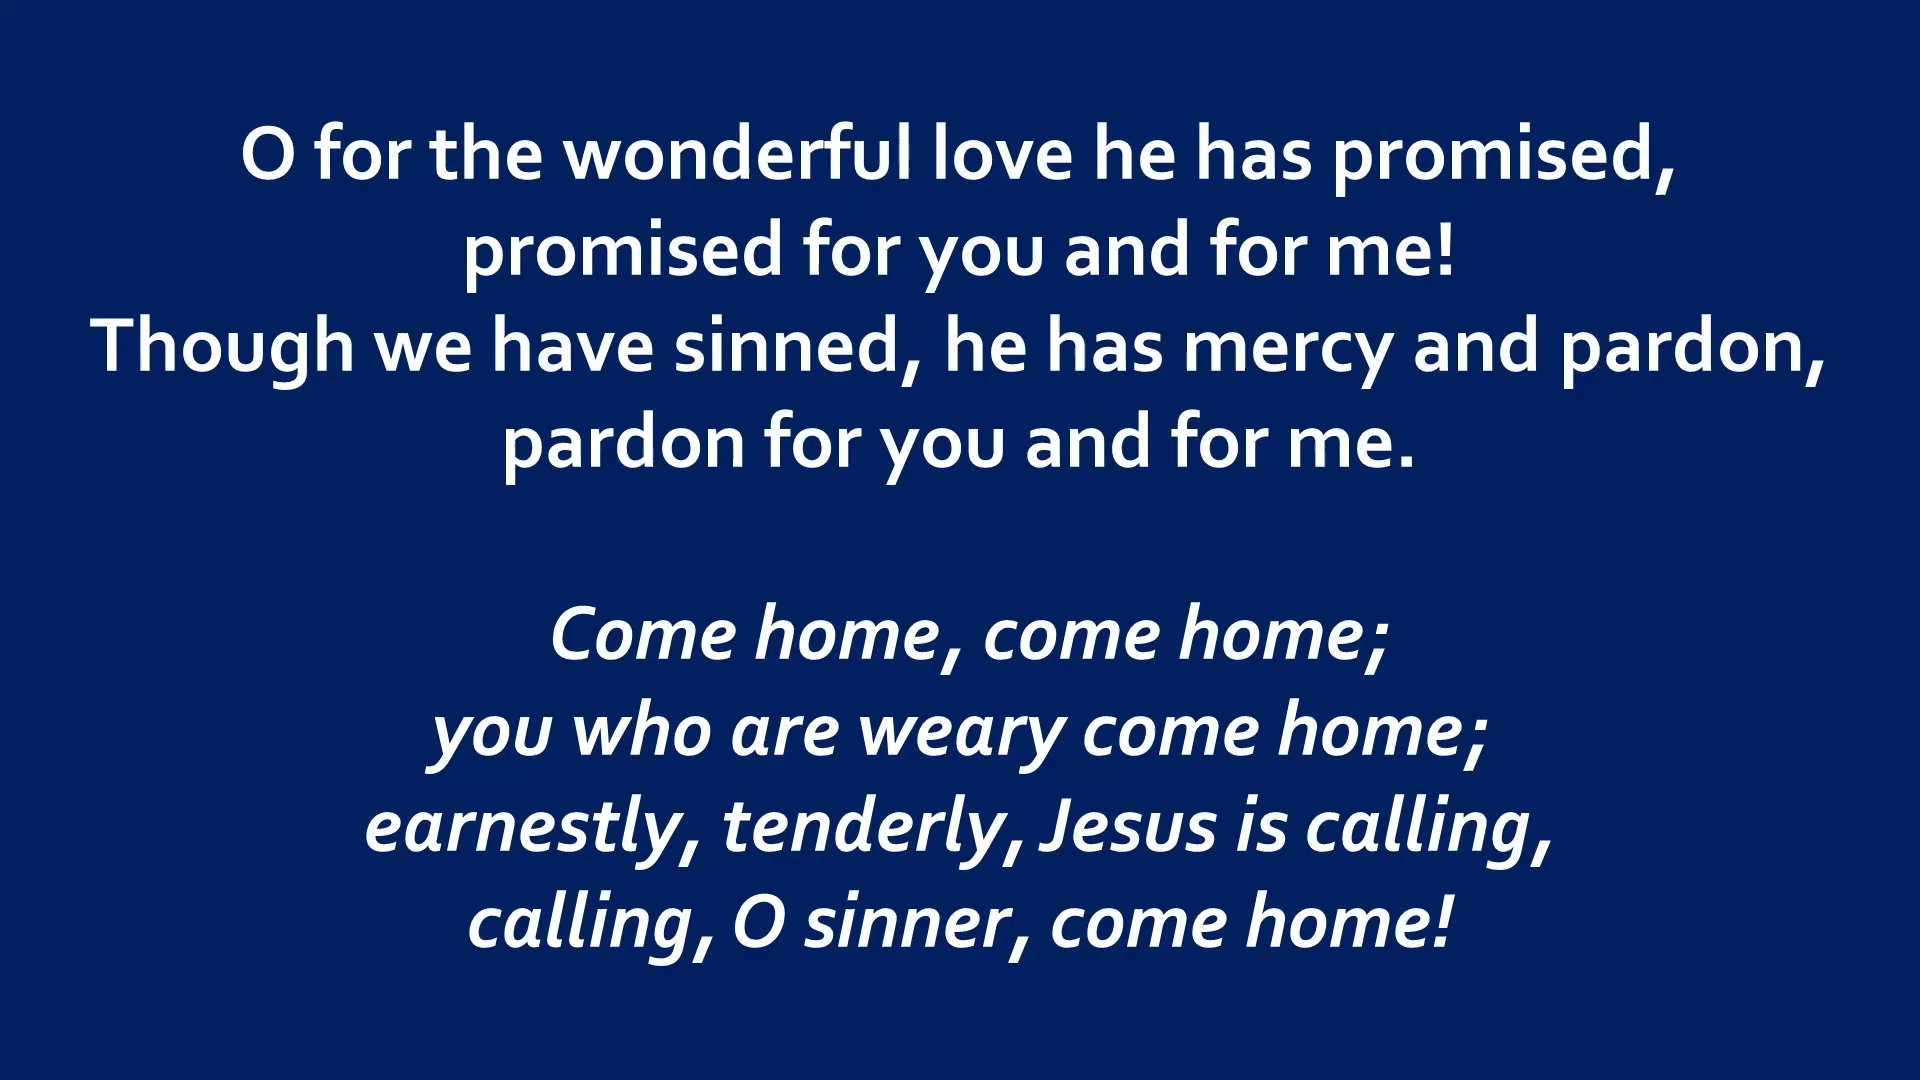 O for the wonderful love he has promised,
promised for you and for me!
Though we have sinned, he has mercy and pardon,
pardon for you and for me.
Come home, come home;
you who are weary come home;
earnestly, tenderly, Jesus is calling,
calling, O sinner, come home!